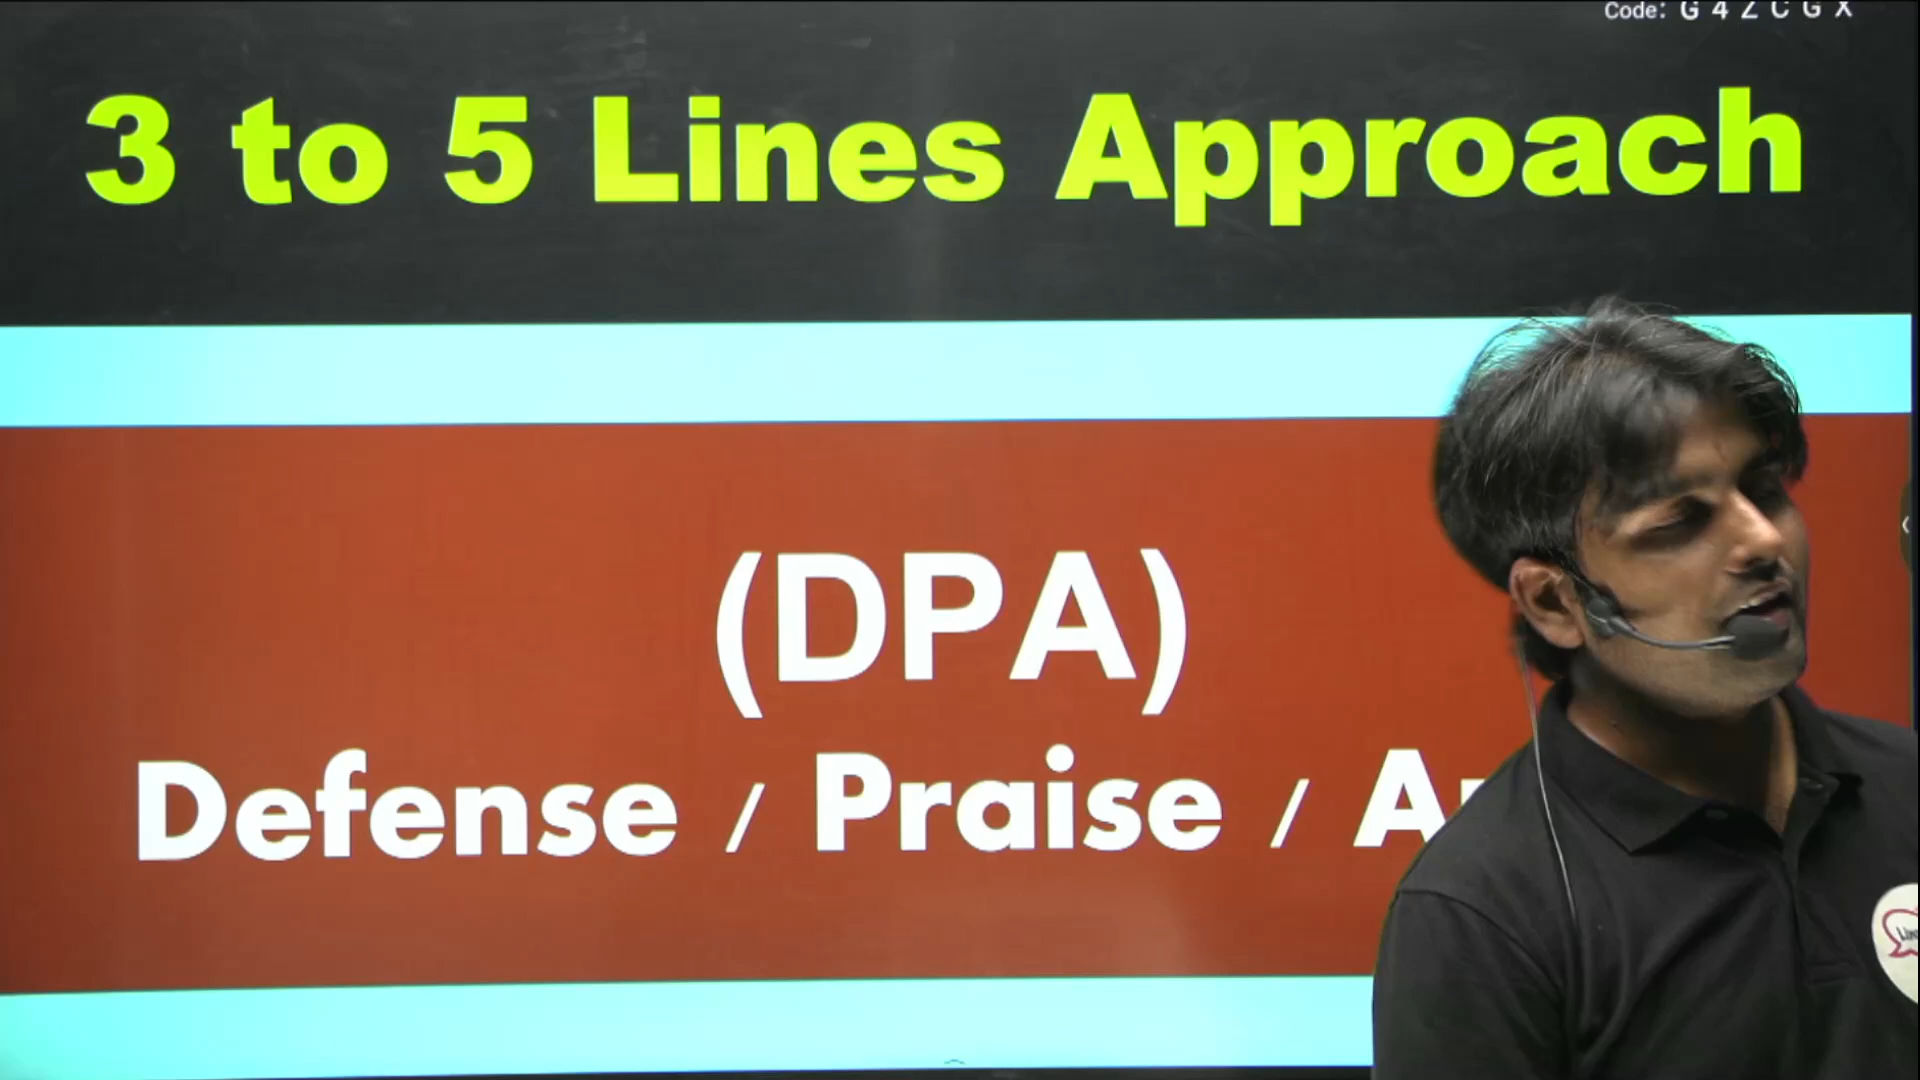 Code: G 4 Z C G X
3 to 5 Lines Approach
(DPA)
Defense / Praise / A